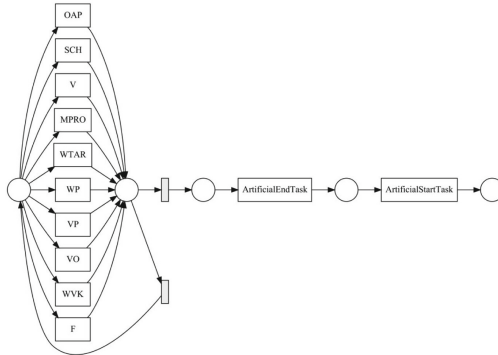 OAP
SCH
V
MPRO
WTAR
WP
VP
VO
WVK
F
ArtificialEndTask
ArtificialStartTask